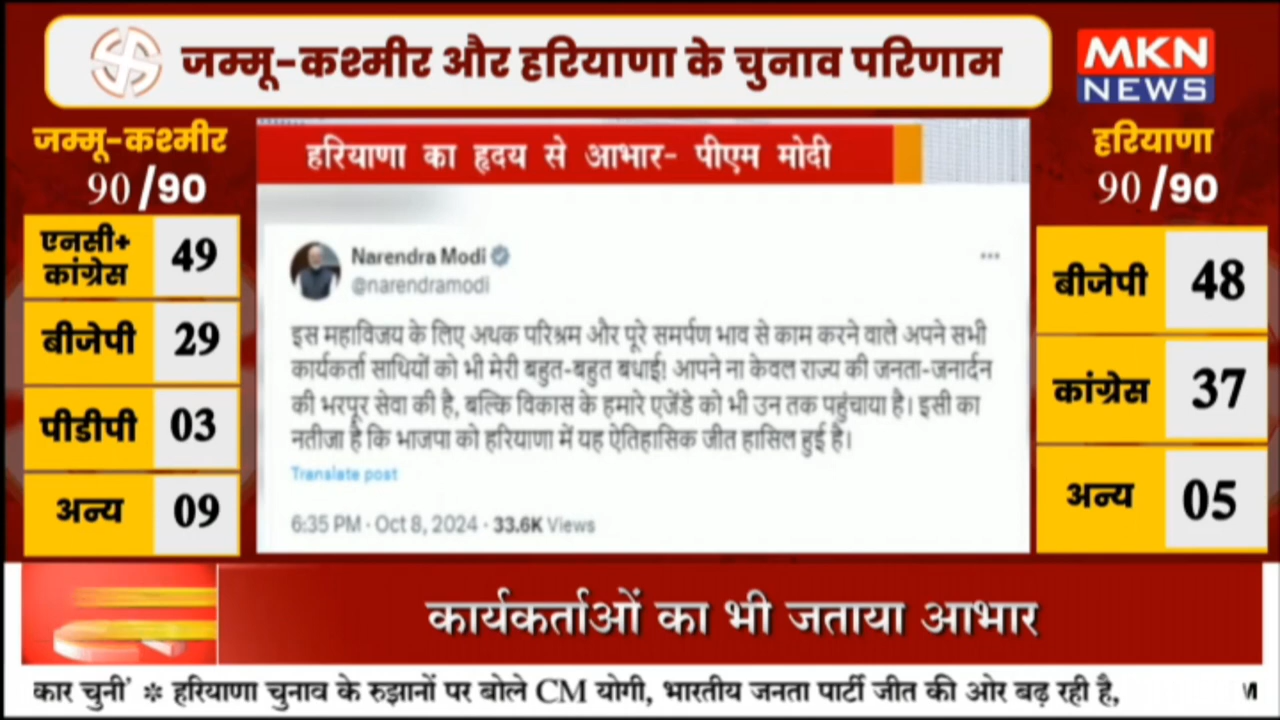 जम्मू-कश्मीर और हरियाणा के चुनाव परिणाम
MKN
NEWS
जम्मू-कश्मीर
90/90
एनसी+
कांग्रेस
49
बीजेपी
29
पीडीपी
03
अन्य
09
हरियाणा का हृदय से आभार- पीएम मोदी
Narendra Modi
@narendramodi
इस महाविजय के लिए अथक परिश्रम और पूरे समर्पण भाव से काम करने वाले अपने सभी
कार्यकर्ता साथियों को भी मेरी बहुत-बहुत बधाई! आपने ना केवल राज्य की जनता-जनार्दन
की भरपूर सेवा की है, बल्कि विकास के हमारे एजेंडे को भी उन तक पहुंचाया है। इसी का
नतीजा है कि भाजपा को हरियाणा में यह ऐतिहासिक जीत हासिल हुई है।
Translate post
6:35 PM · Oct 8, 2024 · 33.6K Views
हरियाणा
90/90
बीजेपी
48
कांग्रेस
37
अन्य
05
कार्यकर्ताओं का भी जताया आभार
कार चुनी’ * हरियाणा चुनाव के रुझानों पर बोले CM योगी, भारतीय जनता पार्टी जीत की ओर बढ़ रही है,